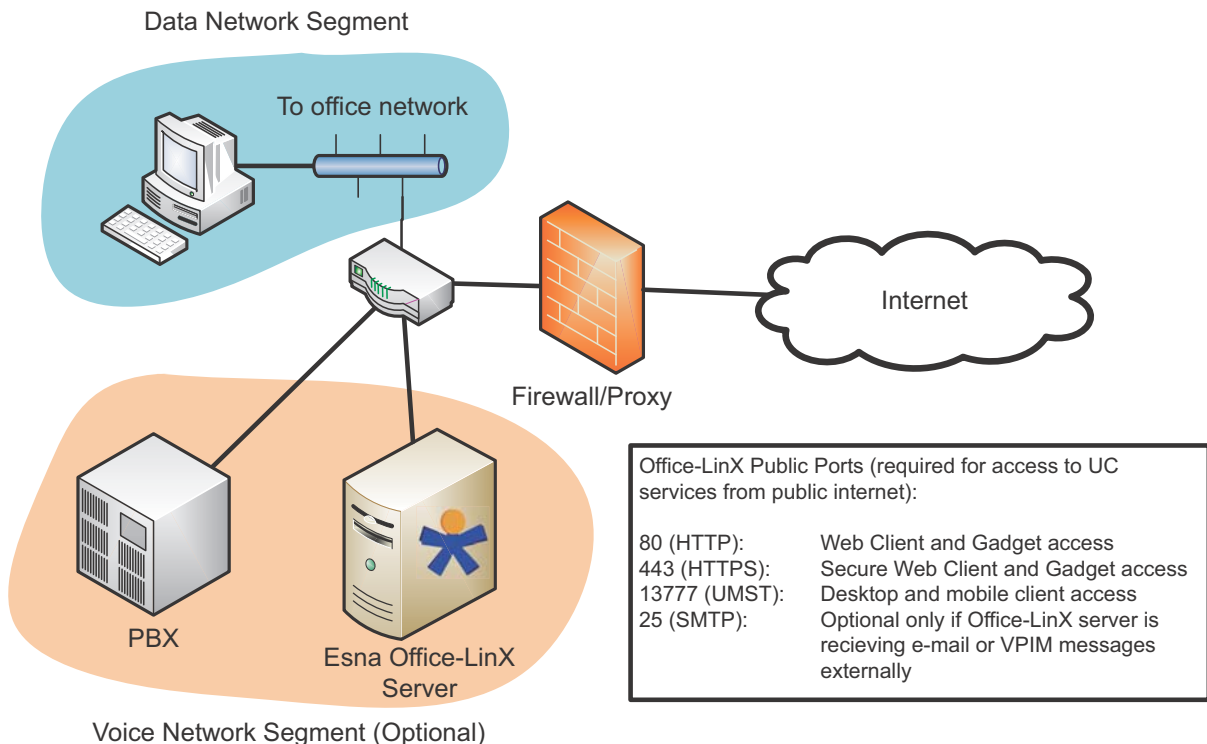 Data Network Segment
To office network
Internet
Firewall/Proxy
PBX
Esna Office-LinX
Server
Voice Network Segment (Optional)
Office-LinX Public Ports (required for access to UC
services from public internet):
80 (HTTP): Web Client and Gadget access
443 (HTTPS): Secure Web Client and Gadget access
13777 (UMST): Desktop and mobile client access
25 (SMTP): Optional only if Office-LinX server is
recieving e-mail or VPIM messages
externally